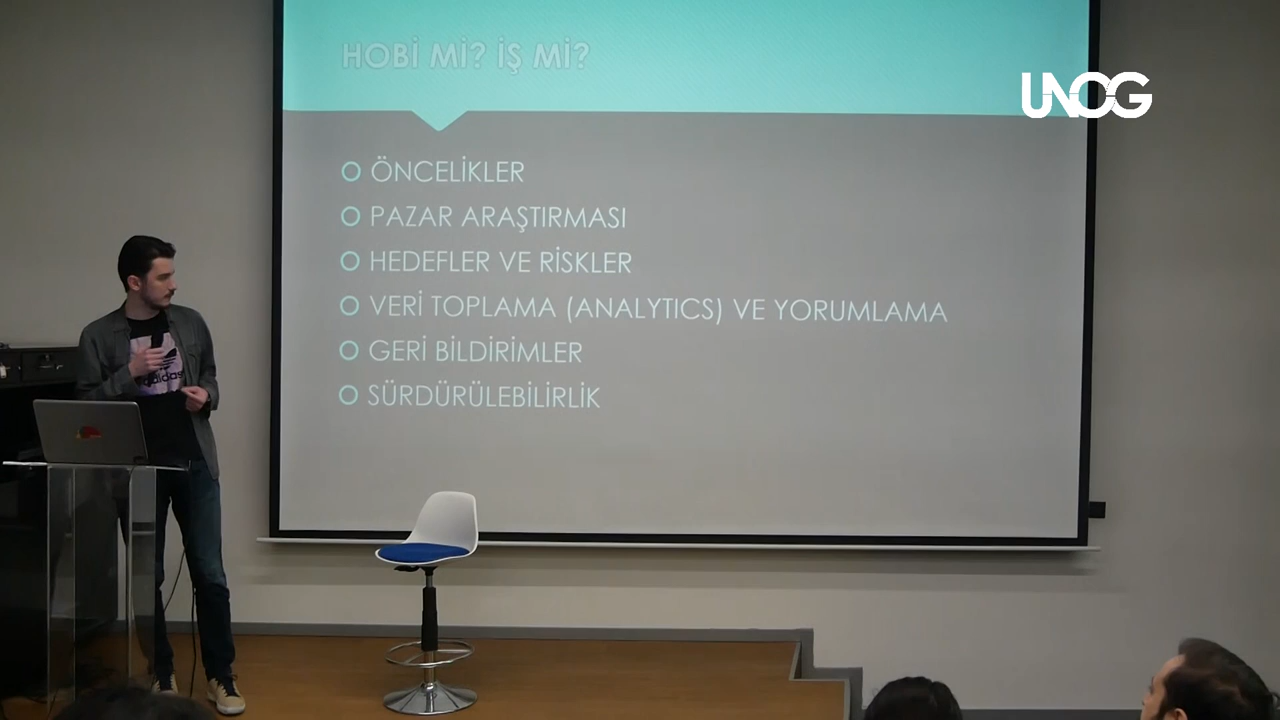 HOBİ Mİ? İŞ Mİ?
UNOG
ÖNCELİKLER
PAZAR ARAŞTIRMASI
HEDEFLER VE RİSKLER
VERİ TOPLAMA (ANALYTICS) VE YORUMLAMA
GERİ BİLDİRİMLER
SÜRDÜRÜLEBİLİRLİK
adidas